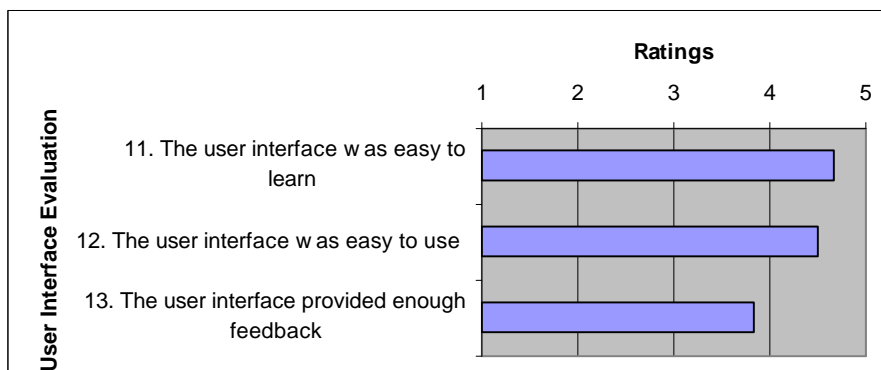 Ratings
1 2 3 4 5
User Interface Evaluation
11. The user interface w as easy to
learn
12. The user interface w as easy to use
13. The user interface provided enough
feedback